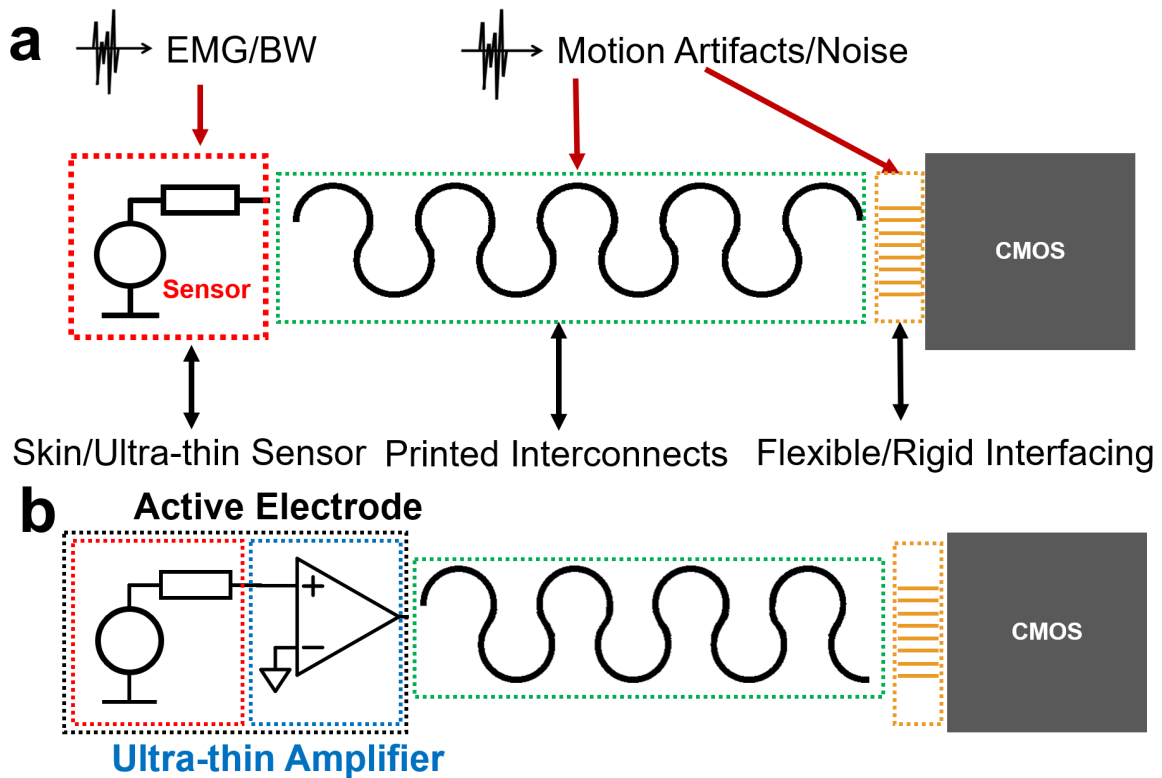 a
EMG/BW
Motion Artifacts/Noise
Sensor
CMOS
Skin/Ultra-thin Sensor
Printed Interconnects
Flexible/Rigid Interfacing
b
Active Electrode
+
−
CMOS
Ultra-thin Amplifier